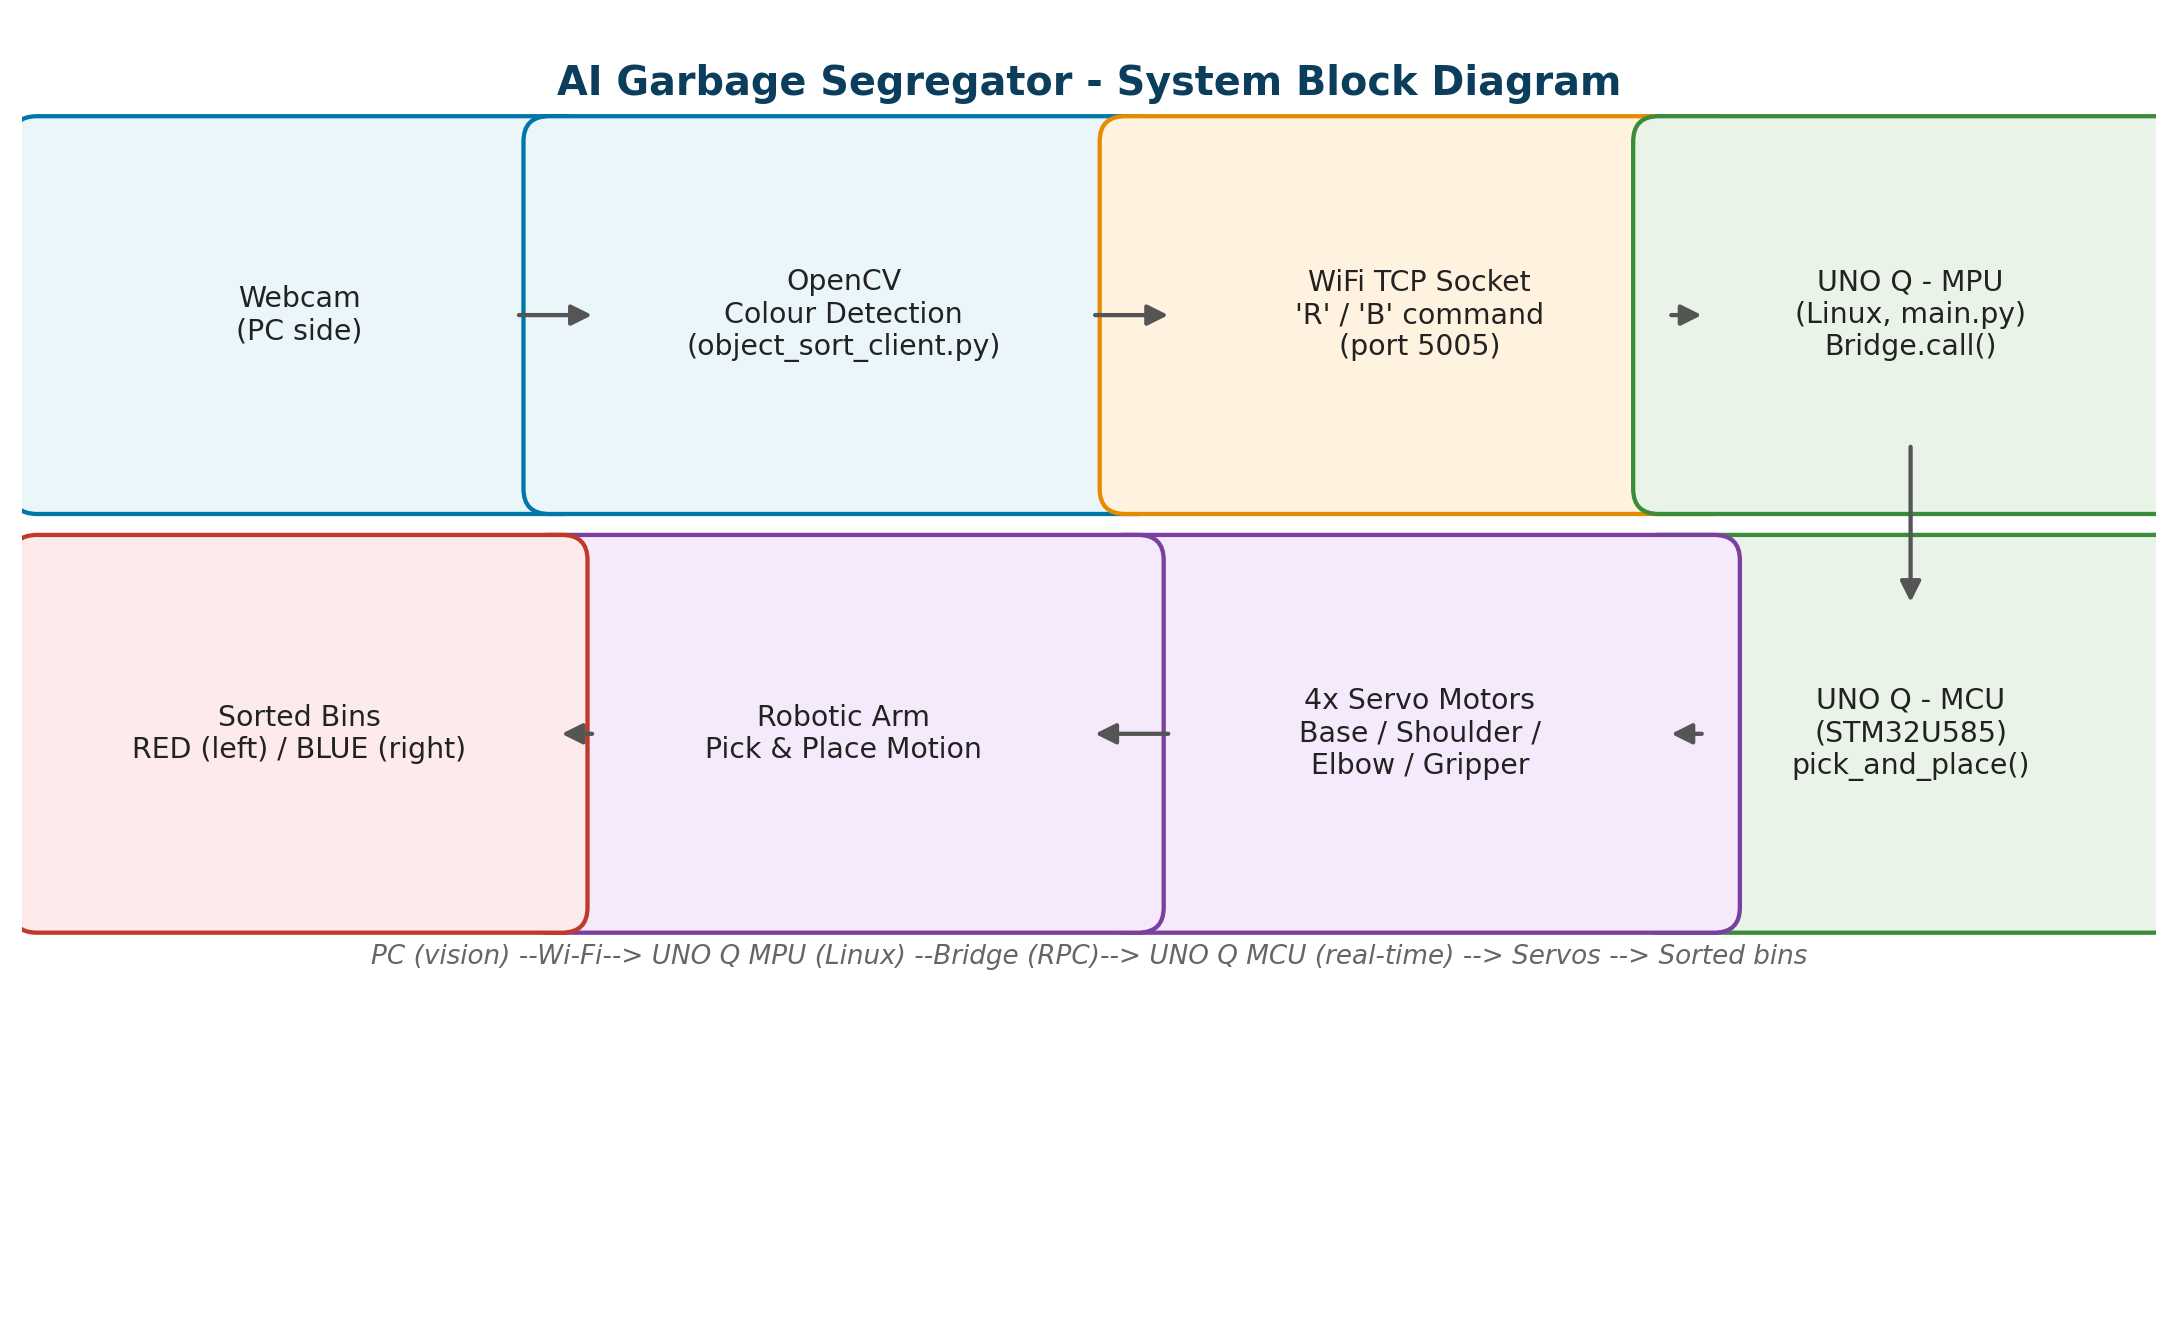 AI Garbage Segregator - System Block Diagram
Webcam
(PC side)
OpenCV
Colour Detection
(object_sort_client.py)
WiFi TCP Socket
'R' / 'B' command
(port 5005)
UNO Q - MPU
(Linux, main.py)
Bridge.call()
Sorted Bins
RED (left) / BLUE (right)
Robotic Arm
Pick & Place Motion
4x Servo Motors
Base / Shoulder /
Elbow / Gripper
UNO Q - MCU
(STM32U585)
pick_and_place()
PC (vision) --Wi-Fi--> UNO Q MPU (Linux) --Bridge (RPC)--> UNO Q MCU (real-time) --> Servos --> Sorted bins